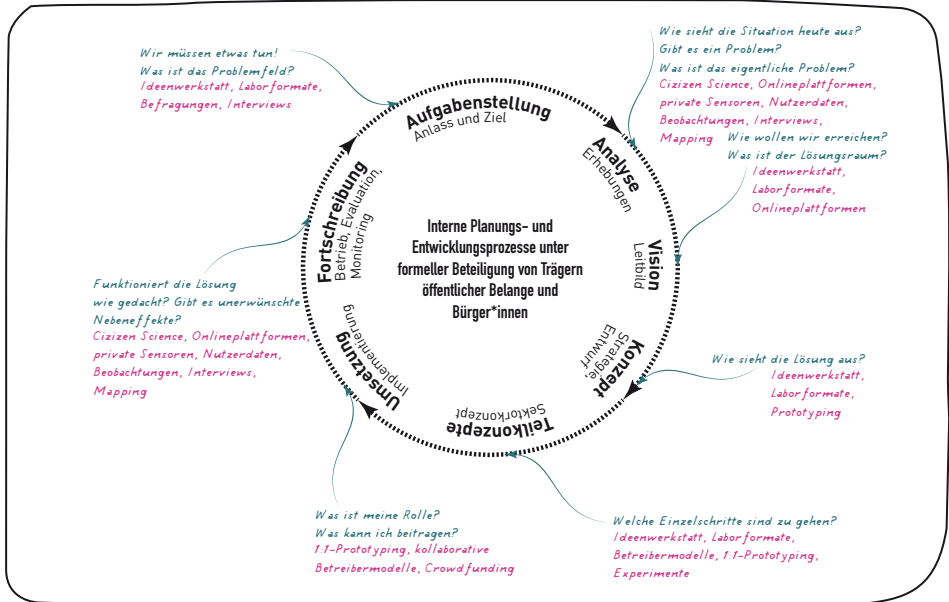 Wir müssen etwas tun!
Was ist das Problemfeld?
Ideenwerkstatt, Laborformate,
Befragungen, Interviews
Wie sieht die Situation heute aus?
Gibt es ein Problem?
Was ist das eigentliche Problem?
Cizizen Science, Onlineplattformen,
private Sensoren, Nutzerdaten,
Beobachtungen, Interviews,
Mapping
Wie wollen wir erreichen?
Was ist der Lösungsraum?
Ideenwerkstatt,
Laborformate,
Onlineplattformen
Aufgabenstellung
Anlass und Ziel
Analyse
Erhebungen
Vision
Leitbild
Konzept
Strategie,
Entwurf
Teilkonzepte
Sektorkonzept
Umsetzung
Implementierung
Fortschreibung
Betrieb, Evaluation,
Monitoring
Interne Planungs- und
Entwicklungsprozesse unter
formeller Beteiligung von Trägern
öffentlicher Belange und
Bürger*innen
Funktioniert die Lösung
wie gedacht? Gibt es unerwünschte
Nebeneffekte?
Cizizen Science, Onlineplattformen,
private Sensoren, Nutzerdaten,
Beobachtungen, Interviews,
Mapping
Wie sieht die Lösung aus?
Ideenwerkstatt,
Laborformate,
Prototyping
Was ist meine Rolle?
Was kann ich beitragen?
1:1-Prototyping, kollaborative
Betreibermodelle, Crowdfunding
Welche Einzelschritte sind zu gehen?
Ideenwerkstatt, Laborformate,
Betreibermodelle, 1:1-Prototyping,
Experimente